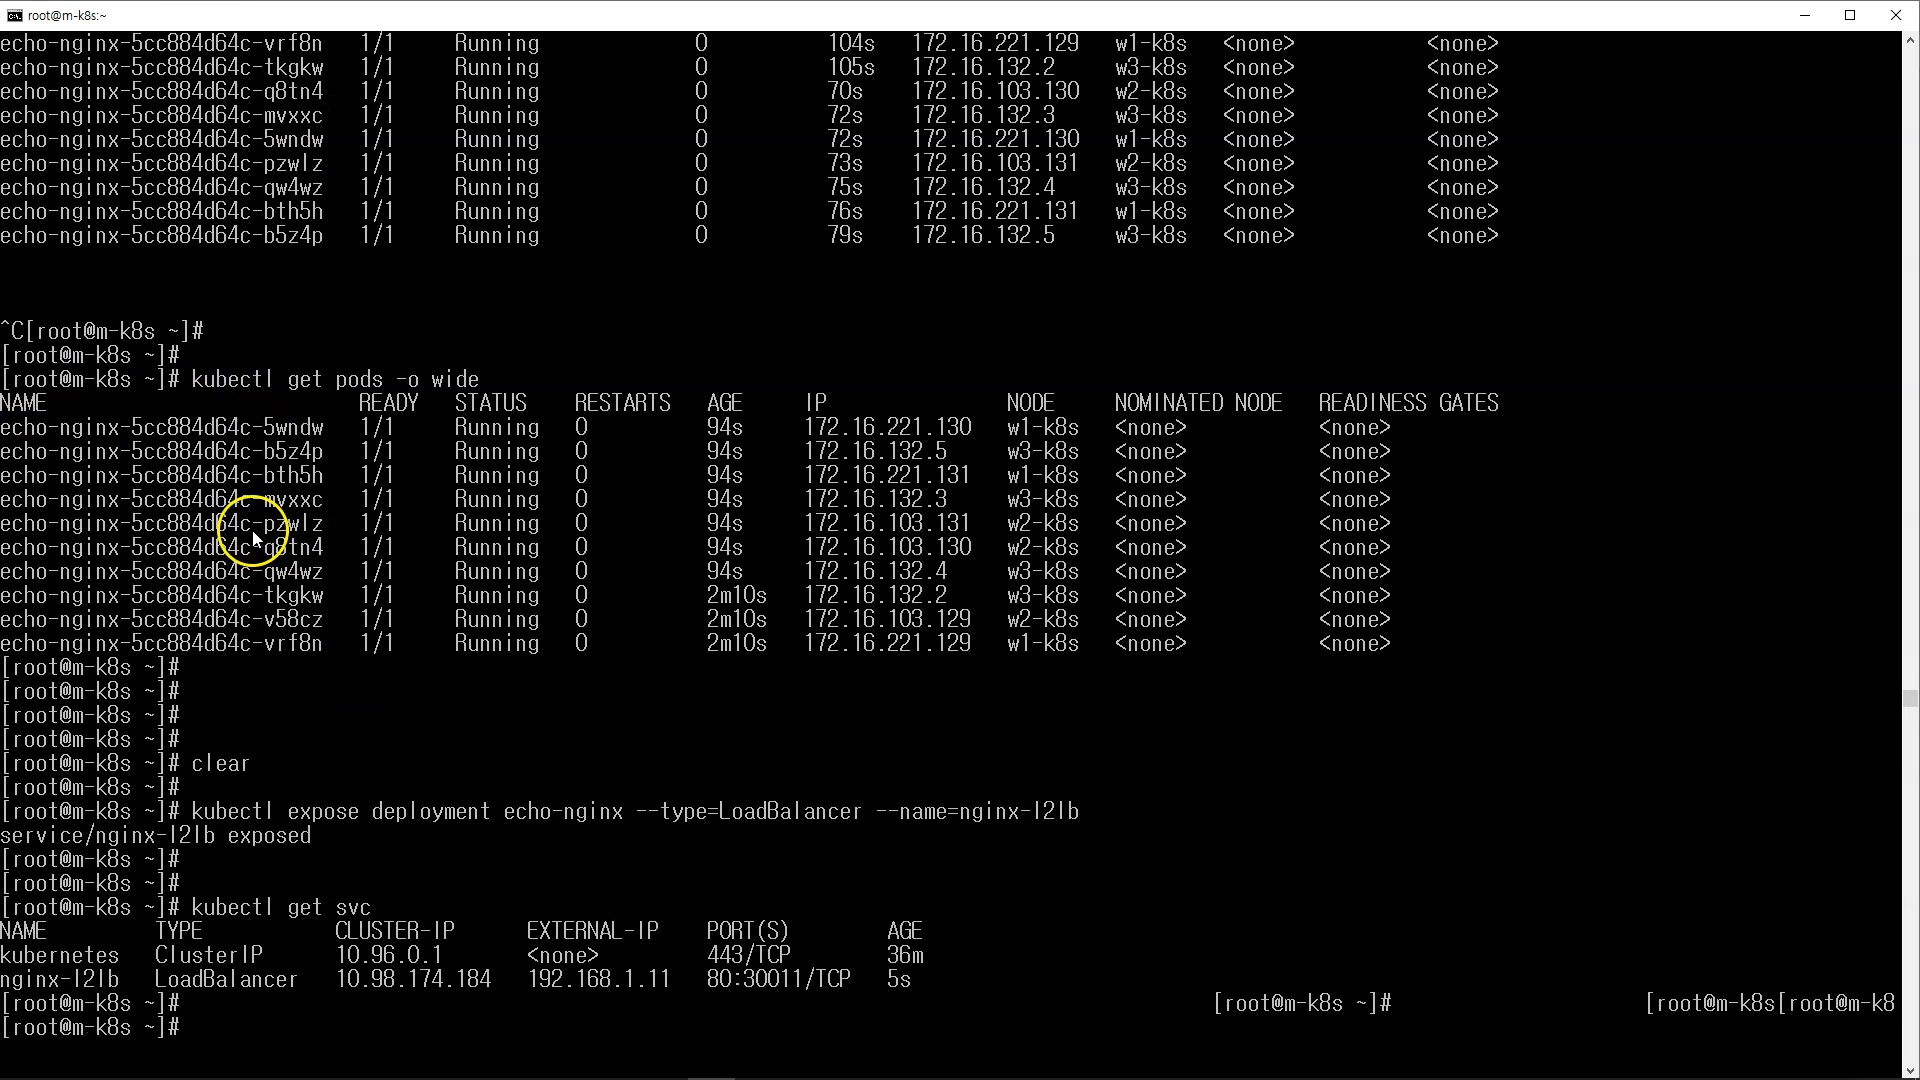 root@m-k8s:~
echo-nginx-5cc884d64c-vrf8n 1/1 Running 0 104s 172.16.221.129 w1-k8s <none> <none>
echo-nginx-5cc884d64c-tkgkw 1/1 Running 0 105s 172.16.132.2 w3-k8s <none> <none>
echo-nginx-5cc884d64c-q8tn4 1/1 Running 0 70s 172.16.103.130 w2-k8s <none> <none>
echo-nginx-5cc884d64c-mvxxc 1/1 Running 0 72s 172.16.132.3 w3-k8s <none> <none>
echo-nginx-5cc884d64c-5wndw 1/1 Running 0 72s 172.16.221.130 w1-k8s <none> <none>
echo-nginx-5cc884d64c-pzwlz 1/1 Running 0 73s 172.16.103.131 w2-k8s <none> <none>
echo-nginx-5cc884d64c-qw4wz 1/1 Running 0 75s 172.16.132.4 w3-k8s <none> <none>
echo-nginx-5cc884d64c-bth5h 1/1 Running 0 76s 172.16.221.131 w1-k8s <none> <none>
echo-nginx-5cc884d64c-b5z4p 1/1 Running 0 79s 172.16.132.5 w3-k8s <none> <none>
^C[root@m-k8s ~]#
[root@m-k8s ~]#
[root@m-k8s ~]# kubectl get pods -o wide
NAME READY STATUS RESTARTS AGE IP NODE NOMINATED NODE READINESS GATES
echo-nginx-5cc884d64c-5wndw 1/1 Running 0 94s 172.16.221.130 w1-k8s <none> <none>
echo-nginx-5cc884d64c-b5z4p 1/1 Running 0 94s 172.16.132.5 w3-k8s <none> <none>
echo-nginx-5cc884d64c-bth5h 1/1 Running 0 94s 172.16.221.131 w1-k8s <none> <none>
echo-nginx-5cc884d64c-mvxxc 1/1 Running 0 94s 172.16.132.3 w3-k8s <none> <none>
echo-nginx-5cc884d64c-pzwlz 1/1 Running 0 94s 172.16.103.131 w2-k8s <none> <none>
echo-nginx-5cc884d64c-q8tn4 1/1 Running 0 94s 172.16.103.130 w2-k8s <none> <none>
echo-nginx-5cc884d64c-qw4wz 1/1 Running 0 94s 172.16.132.4 w3-k8s <none> <none>
echo-nginx-5cc884d64c-tkgkw 1/1 Running 0 2m10s 172.16.132.2 w3-k8s <none> <none>
echo-nginx-5cc884d64c-v58cz 1/1 Running 0 2m10s 172.16.103.129 w2-k8s <none> <none>
echo-nginx-5cc884d64c-vrf8n 1/1 Running 0 2m10s 172.16.221.129 w1-k8s <none> <none>
[root@m-k8s ~]#
[root@m-k8s ~]#
[root@m-k8s ~]#
[root@m-k8s ~]#
[root@m-k8s ~]# clear
[root@m-k8s ~]#
[root@m-k8s ~]# kubectl expose deployment echo-nginx --type=LoadBalancer --name=nginx-l2lb
service/nginx-l2lb exposed
[root@m-k8s ~]#
[root@m-k8s ~]#
[root@m-k8s ~]# kubectl get svc
NAME TYPE CLUSTER-IP EXTERNAL-IP PORT(S) AGE
kubernetes ClusterIP 10.96.0.1 <none> 443/TCP 36m
nginx-l2lb LoadBalancer 10.98.174.184 192.168.1.11 80:30011/TCP 5s
[root@m-k8s ~]# [root@m-k8s ~]# [root@m-k8s[root@m-k8
[root@m-k8s ~]#